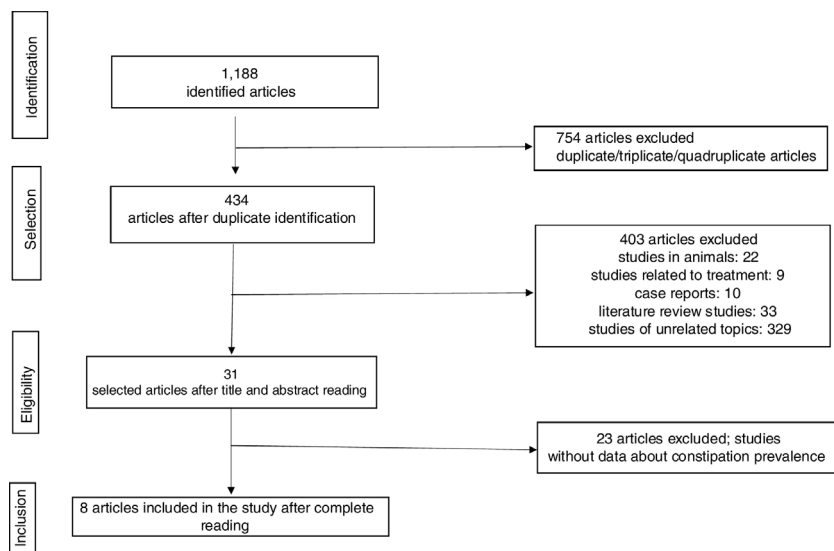 Identification
1,188
identified articles
754 articles excluded
duplicate/triplicate/quadruplicate articles
Selection
434
articles after duplicate identification
403 articles excluded
studies in animals: 22
studies related to treatment: 9
case reports: 10
literature review studies: 33
studies of unrelated topics: 329
Eligibility
31
selected articles after title and abstract reading
23 articles excluded; studies
without data about constipation prevalence
Inclusion
8 articles included in the study after complete
reading